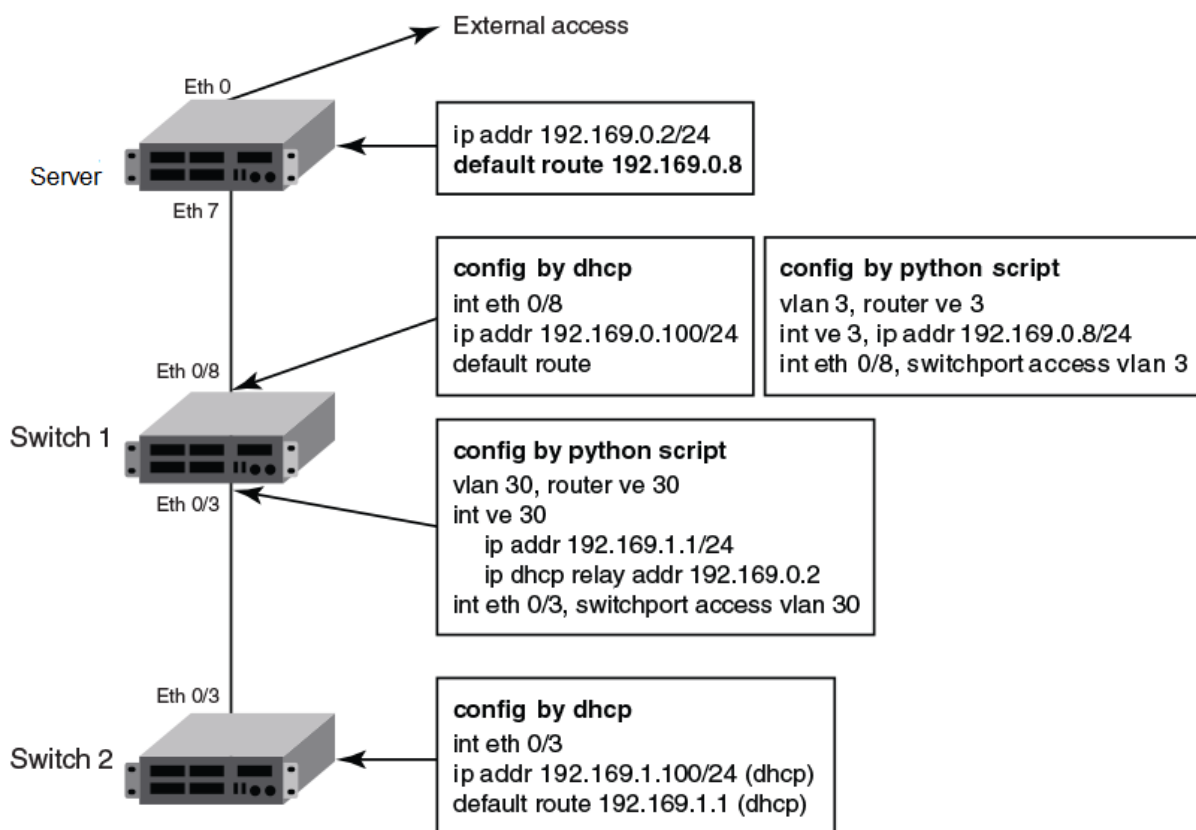 External access
Eth 0
ip addr 192.169.0.2/24
default route 192.169.0.8
Server
Eth 7
config by dhcp
int eth 0/8
ip addr 192.169.0.100/24
default route
config by python script
vlan 3, router ve 3
int ve 3, ip addr 192.169.0.8/24
int eth 0/8, switchport access vlan 3
Eth 0/8
Switch 1
Eth 0/3
config by python script
vlan 30, router ve 30
int ve 30
ip addr 192.169.1.1/24
ip dhcp relay addr 192.169.0.2
int eth 0/3, switchport access vlan 30
Eth 0/3
Switch 2
config by dhcp
int eth 0/3
ip addr 192.169.1.100/24 (dhcp)
default route 192.169.1.1 (dhcp)